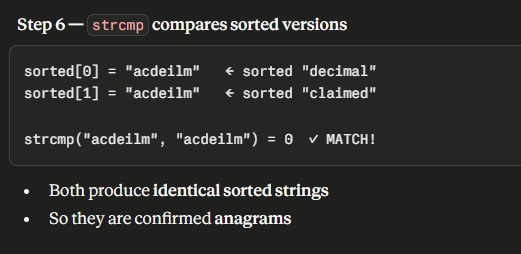 Step 6 — strcmp compares sorted versions
sorted[0] = "acdeilm"   ← sorted "decimal"
sorted[1] = "acdeilm"   ← sorted "claimed"
strcmp("acdeilm", "acdeilm") = 0  ✓ MATCH!
• Both produce identical sorted strings
• So they are confirmed anagrams